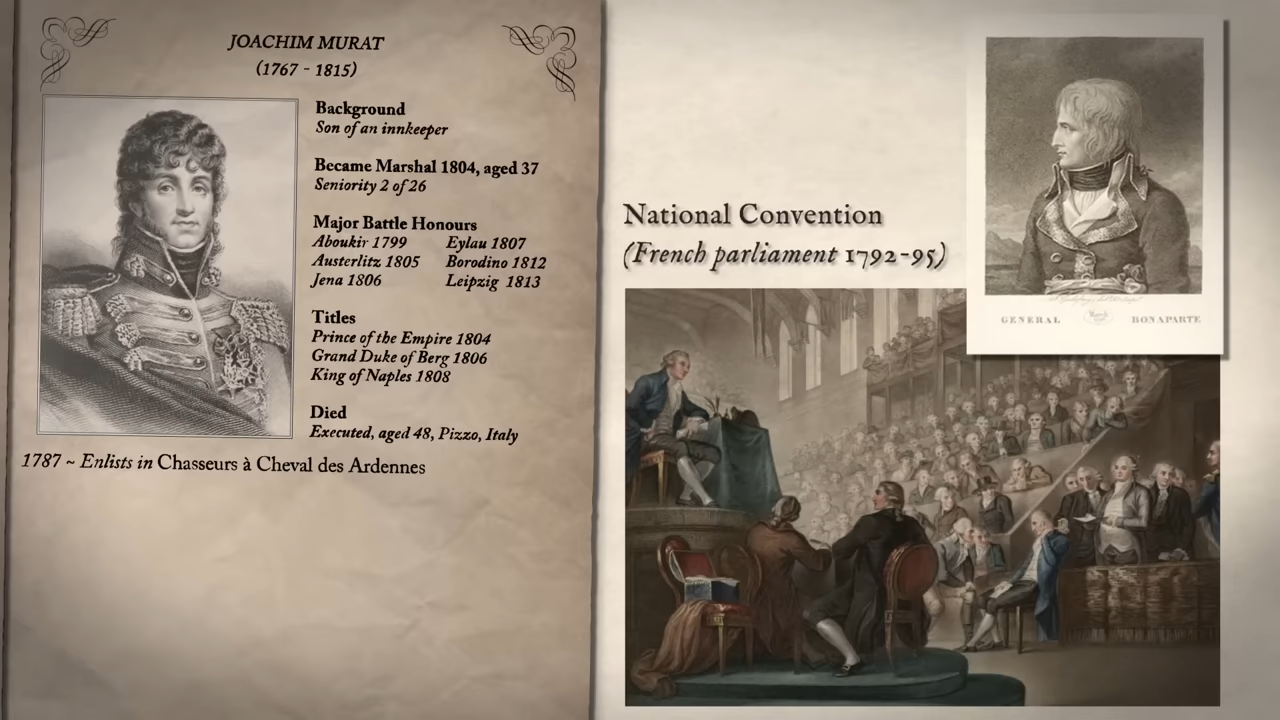 JOACHIM MURAT
(1767 - 1815)
Background
Son of an innkeeper
Became Marshal 1804, aged 37
Seniority 2 of 26
Major Battle Honours
Aboukir 1799 Eylau 1807
Austerlitz 1805 Borodino 1812
Jena 1806 Leipzig 1813
Titles
Prince of the Empire 1804
Grand Duke of Berg 1806
King of Naples 1808
Died
Executed, aged 48, Pizzo, Italy
1787 ~ Enlists in Chasseurs à Cheval des Ardennes
National Convention
(French parliament 1792-95)
GENERAL BONAPARTE